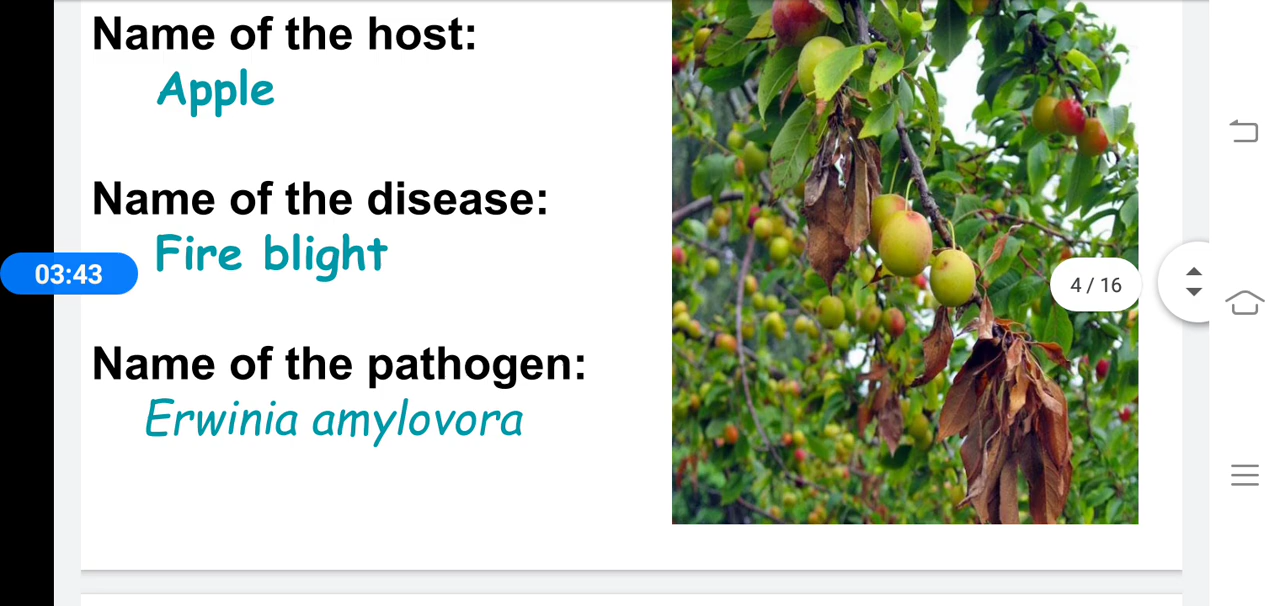 Name of the host:
Apple
Name of the disease:
Fire blight
03:43
4 / 16
Name of the pathogen:
Erwinia amylovora